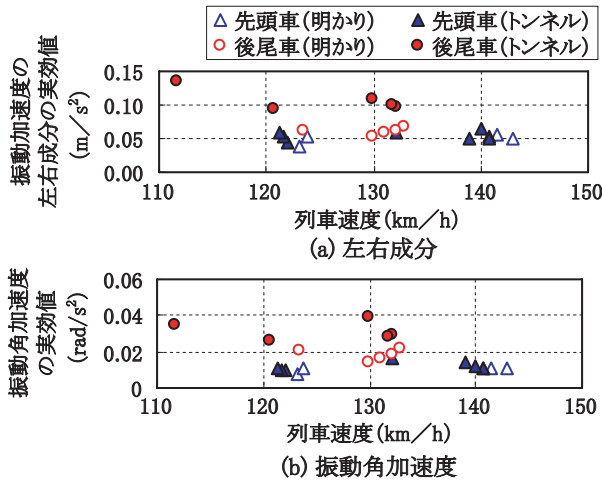 △ 先頭車(明かり) ▲ 先頭車(トンネル)
○ 後尾車(明かり) ● 後尾車(トンネル)
振動加速度の
左右成分の実効値
(m/s²)
0.15
0.10
0.05
0.00
110 120 130 140 150
列車速度(km/h)
(a) 左右成分
振動角加速度
の実効値
(rad/s²)
0.06
0.04
0.02
0
110 120 130 140 150
列車速度(km/h)
(b) 振動角加速度